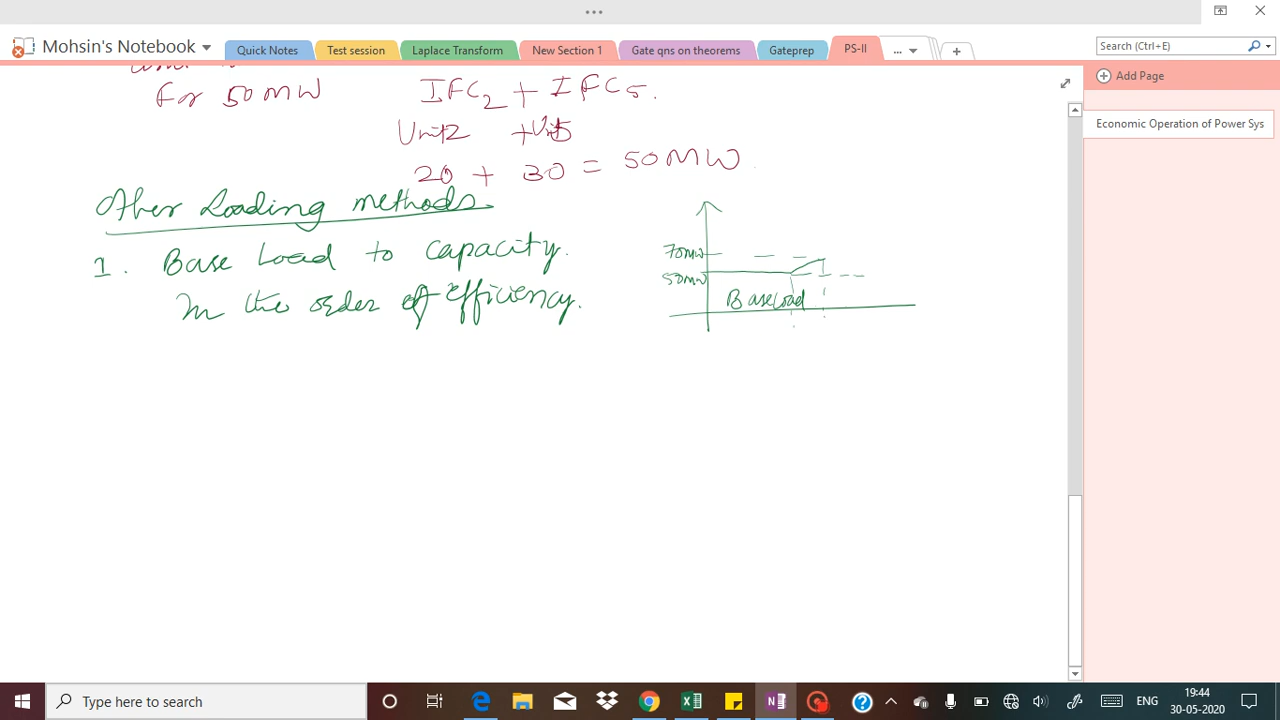 Mohsin's Notebook
Quick Notes
Test session
Laplace Transform
New Section 1
Gate qns on theorems
Gateprep
PS-II
...
+
Search (Ctrl+E)
Add Page
Economic Operation of Power Sys
For 50MW
IFC2 + IFC5.
Unit2 + Unit5
20 + 30 = 50MW
Other Loading methods
1. Base Load to capacity.
In the order of efficiency.
70MW
50MW
Base Load
Type here to search
ENG
19:44
30-05-2020